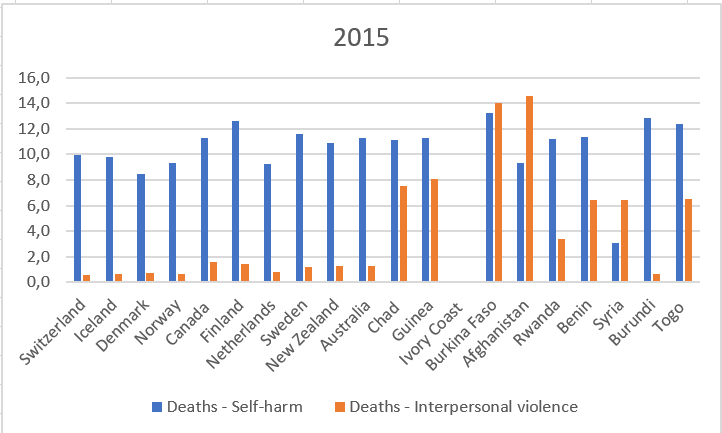 2015
16,0
14,0
12,0
10,0
8,0
6,0
4,0
2,0
0,0
Switzerland
Iceland
Denmark
Norway
Canada
Finland
Netherlands
Sweden
New Zealand
Australia
Chad
Guinea
Ivory Coast
Burkina Faso
Afghanistan
Rwanda
Benin
Syria
Burundi
Togo
Deaths - Self-harm
Deaths - Interpersonal violence